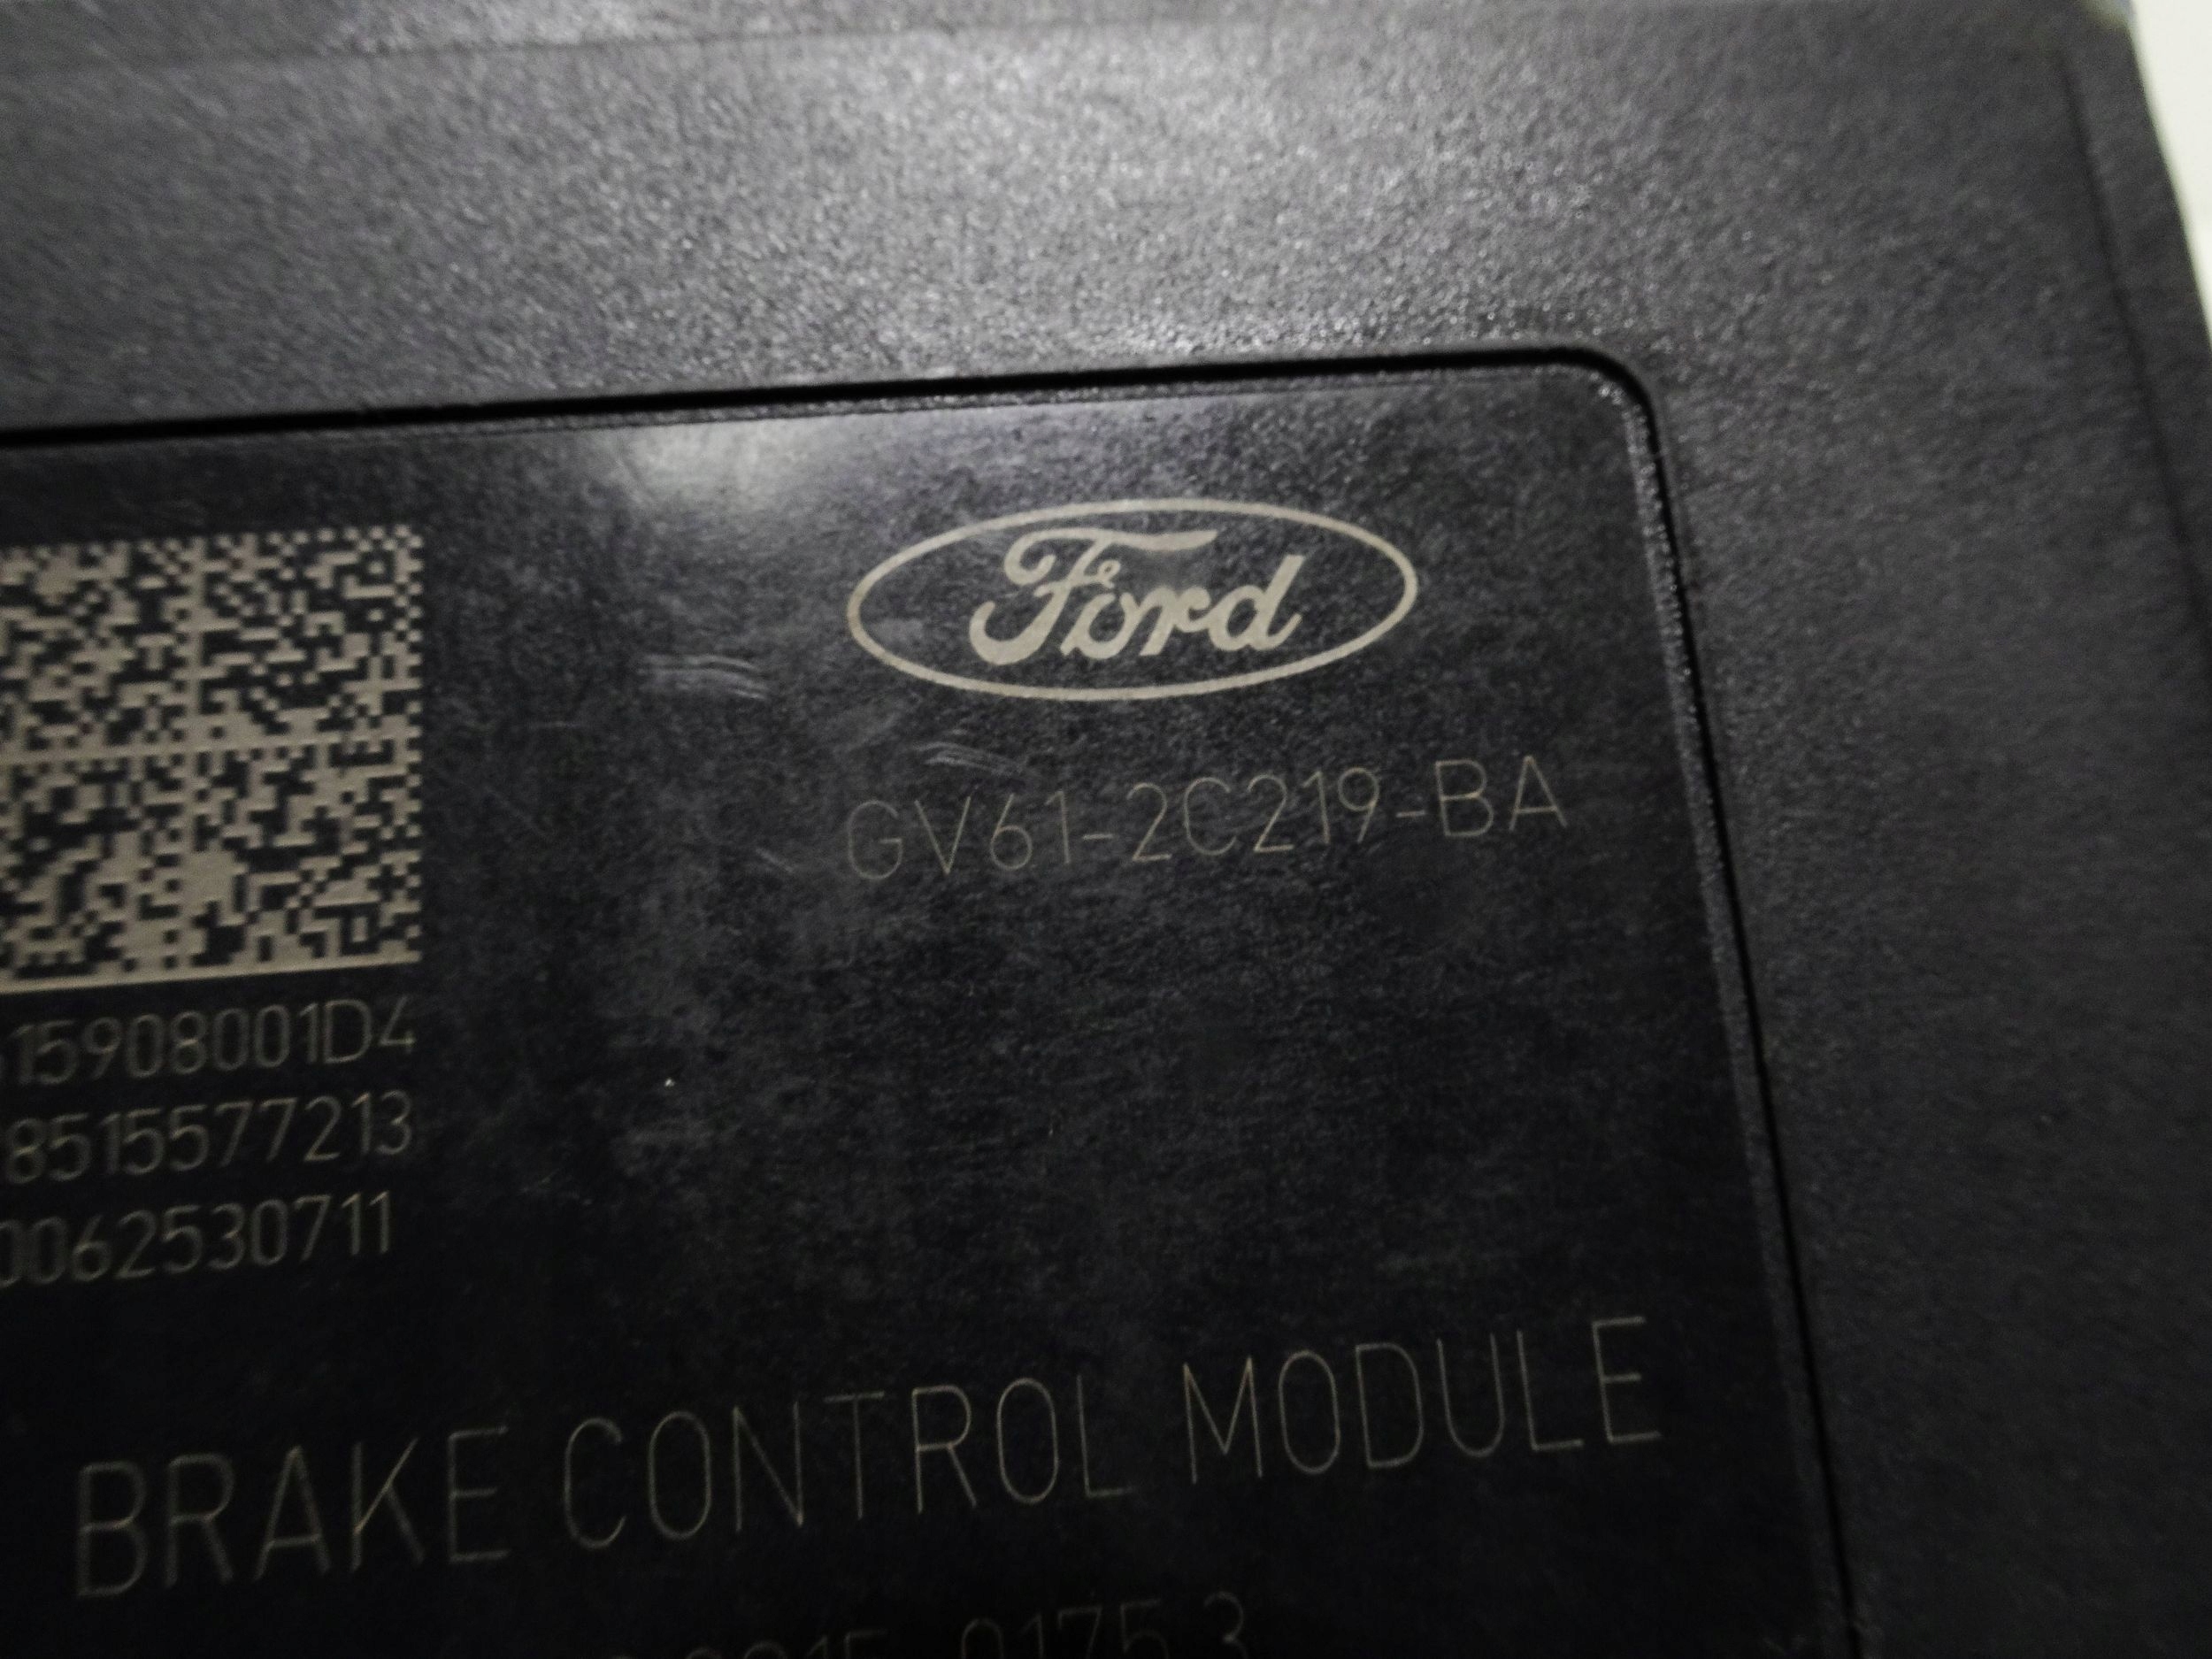 Ford
GV61-2C219-BA
15908001D4
8515577213
0062530711
BRAKE CONTROL MODULE